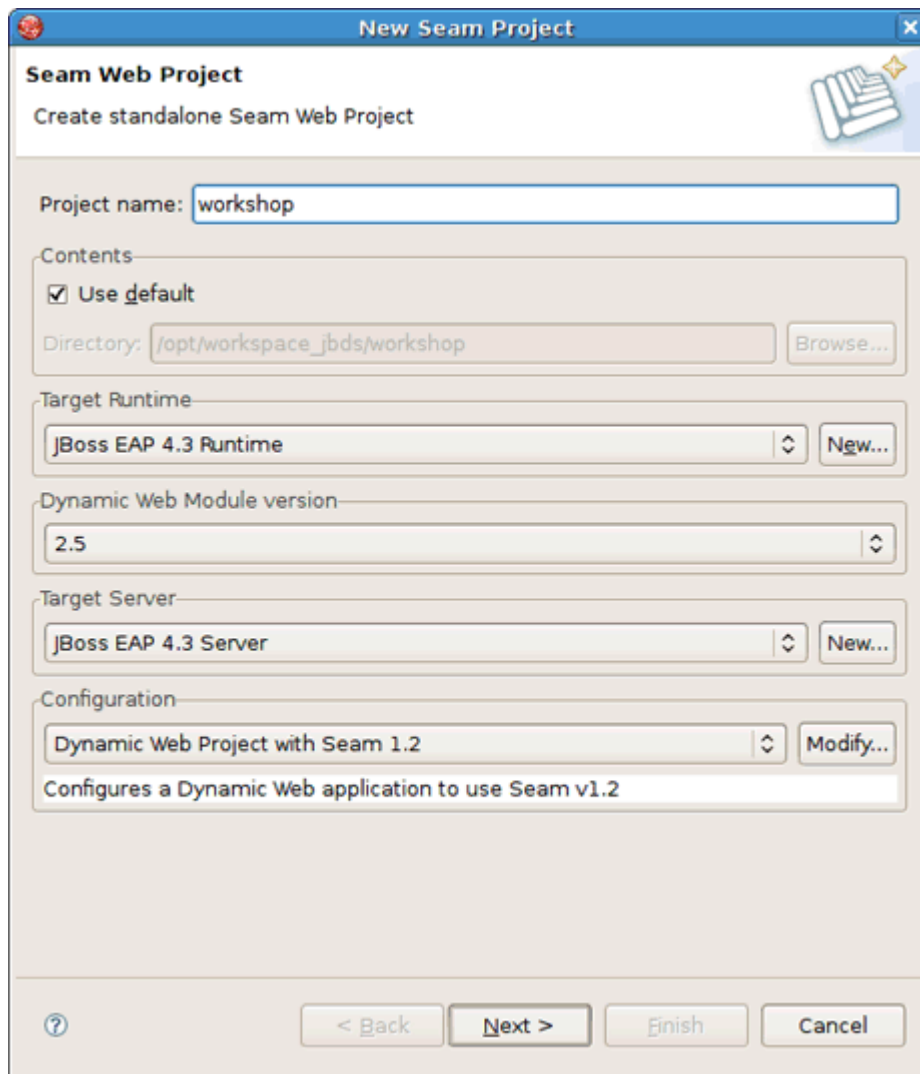 New Seam Project
Seam Web Project
Create standalone Seam Web Project
Project name: workshop
Contents
Use default
Directory: /opt/workspace_jbds/workshop Browse...
Target Runtime
JBoss EAP 4.3 Runtime New...
Dynamic Web Module version
2.5
Target Server
JBoss EAP 4.3 Server New...
Configuration
Dynamic Web Project with Seam 1.2 Modify...
Configures a Dynamic Web application to use Seam v1.2
? < Back Next > Finish Cancel